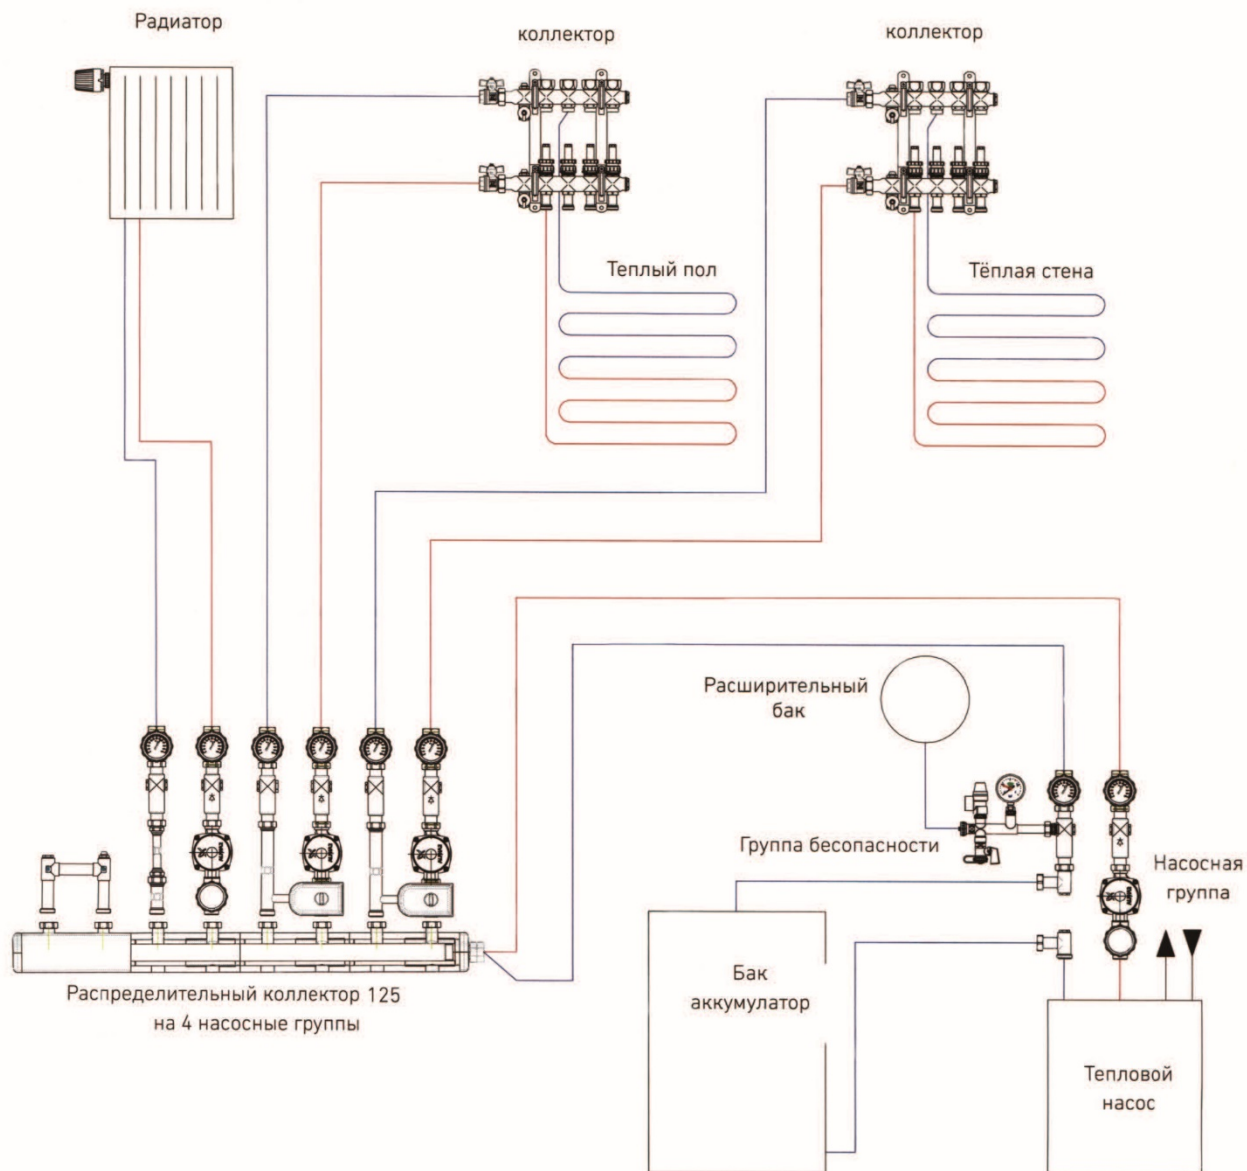 Радиатор
коллектор
коллектор
Теплый пол
Тёплая стена
Расширительный
бак
Группа бесопасности
Насосная
группа
Бак
аккумулатор
Распределительный коллектор 125
на 4 насосные группы
Тепловой
насос